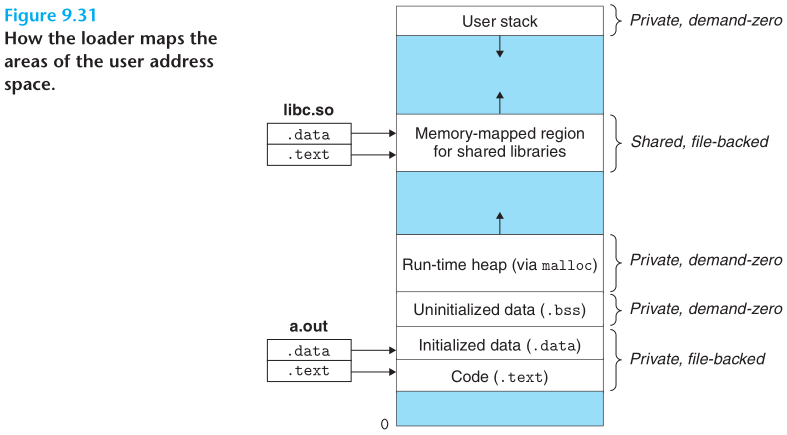 Figure 9.31
How the loader maps the
areas of the user address
space.
User stack
Private, demand-zero
libc.so
.data
.text
Memory-mapped region
for shared libraries
Shared, file-backed
Run-time heap (via malloc)
Private, demand-zero
Uninitialized data (.bss)
Private, demand-zero
a.out
.data
.text
Initialized data (.data)
Code (.text)
Private, file-backed
0